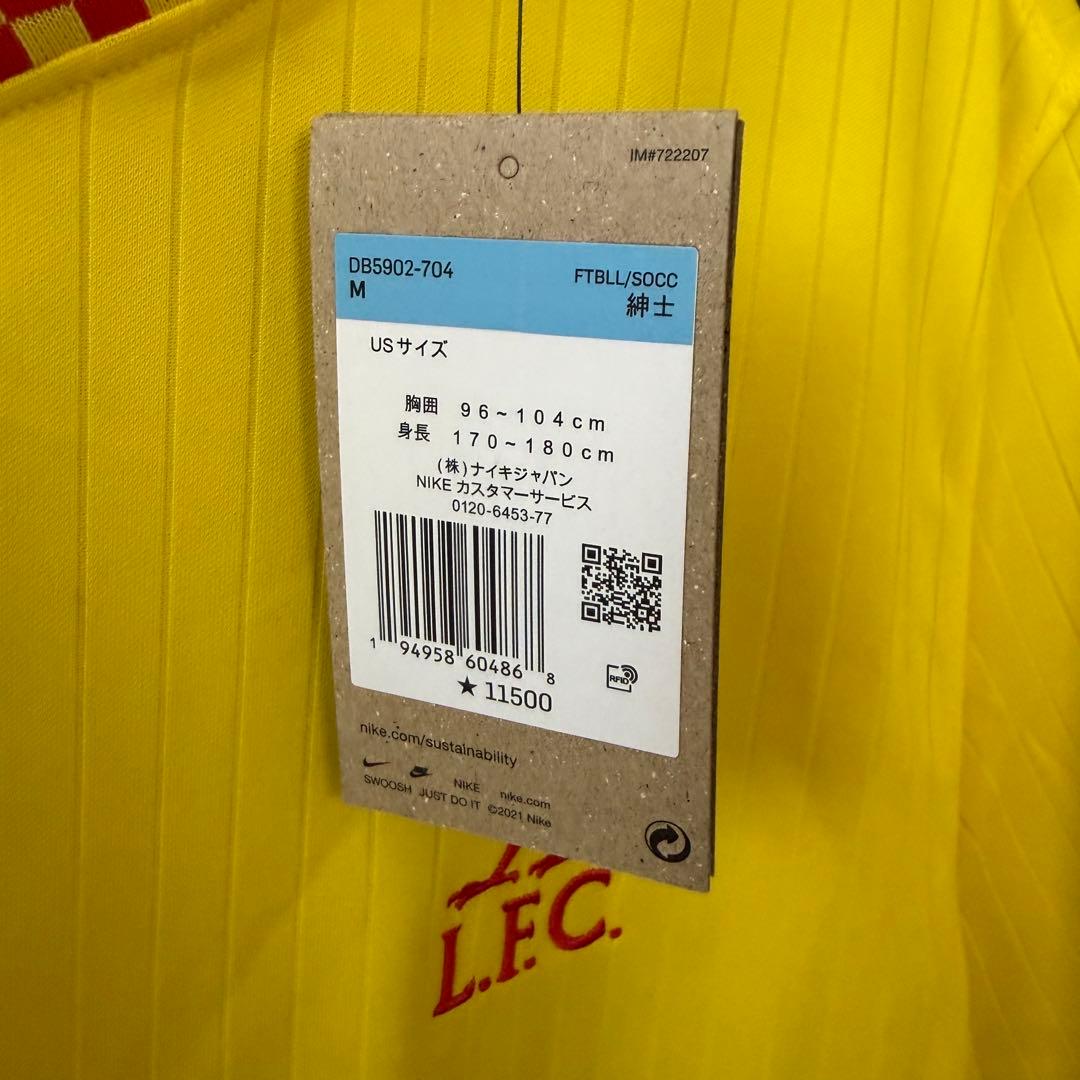 IM#722207
DB5902-704
FTBLL/SOCC
M
紳士
USサイズ
胸囲 96~104cm
身長 170~180cm
(株)ナイキジャパン
NIKE カスタマーサービス
0120-6453-77
1 94958 60486 8
RFID
★ 11500
nike.com/sustainability
NIKE nike.com
SWOOSH JUST DO IT ©2021 Nike
L.F.C.